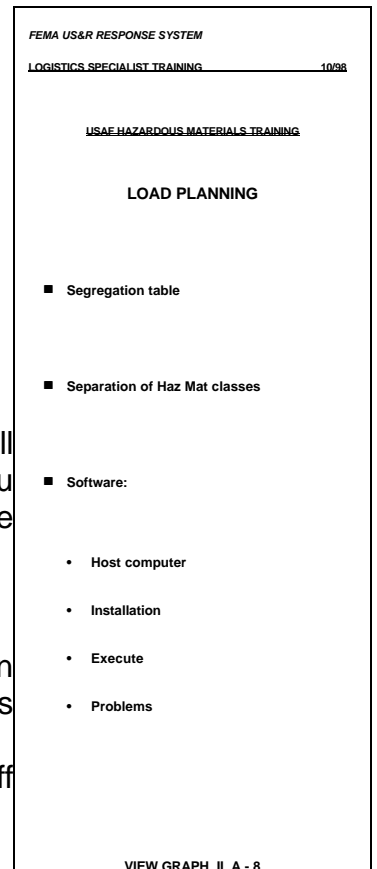 FEMA US&R RESPONSE SYSTEM
LOGISTICS SPECIALIST TRAINING 10/98
USAF HAZARDOUS MATERIALS TRAINING
LOAD PLANNING
■ Segregation table
■ Separation of Haz Mat classes
■ Software:
• Host computer
• Installation
• Execute
• Problems
VIEW GRAPH II. A - 8